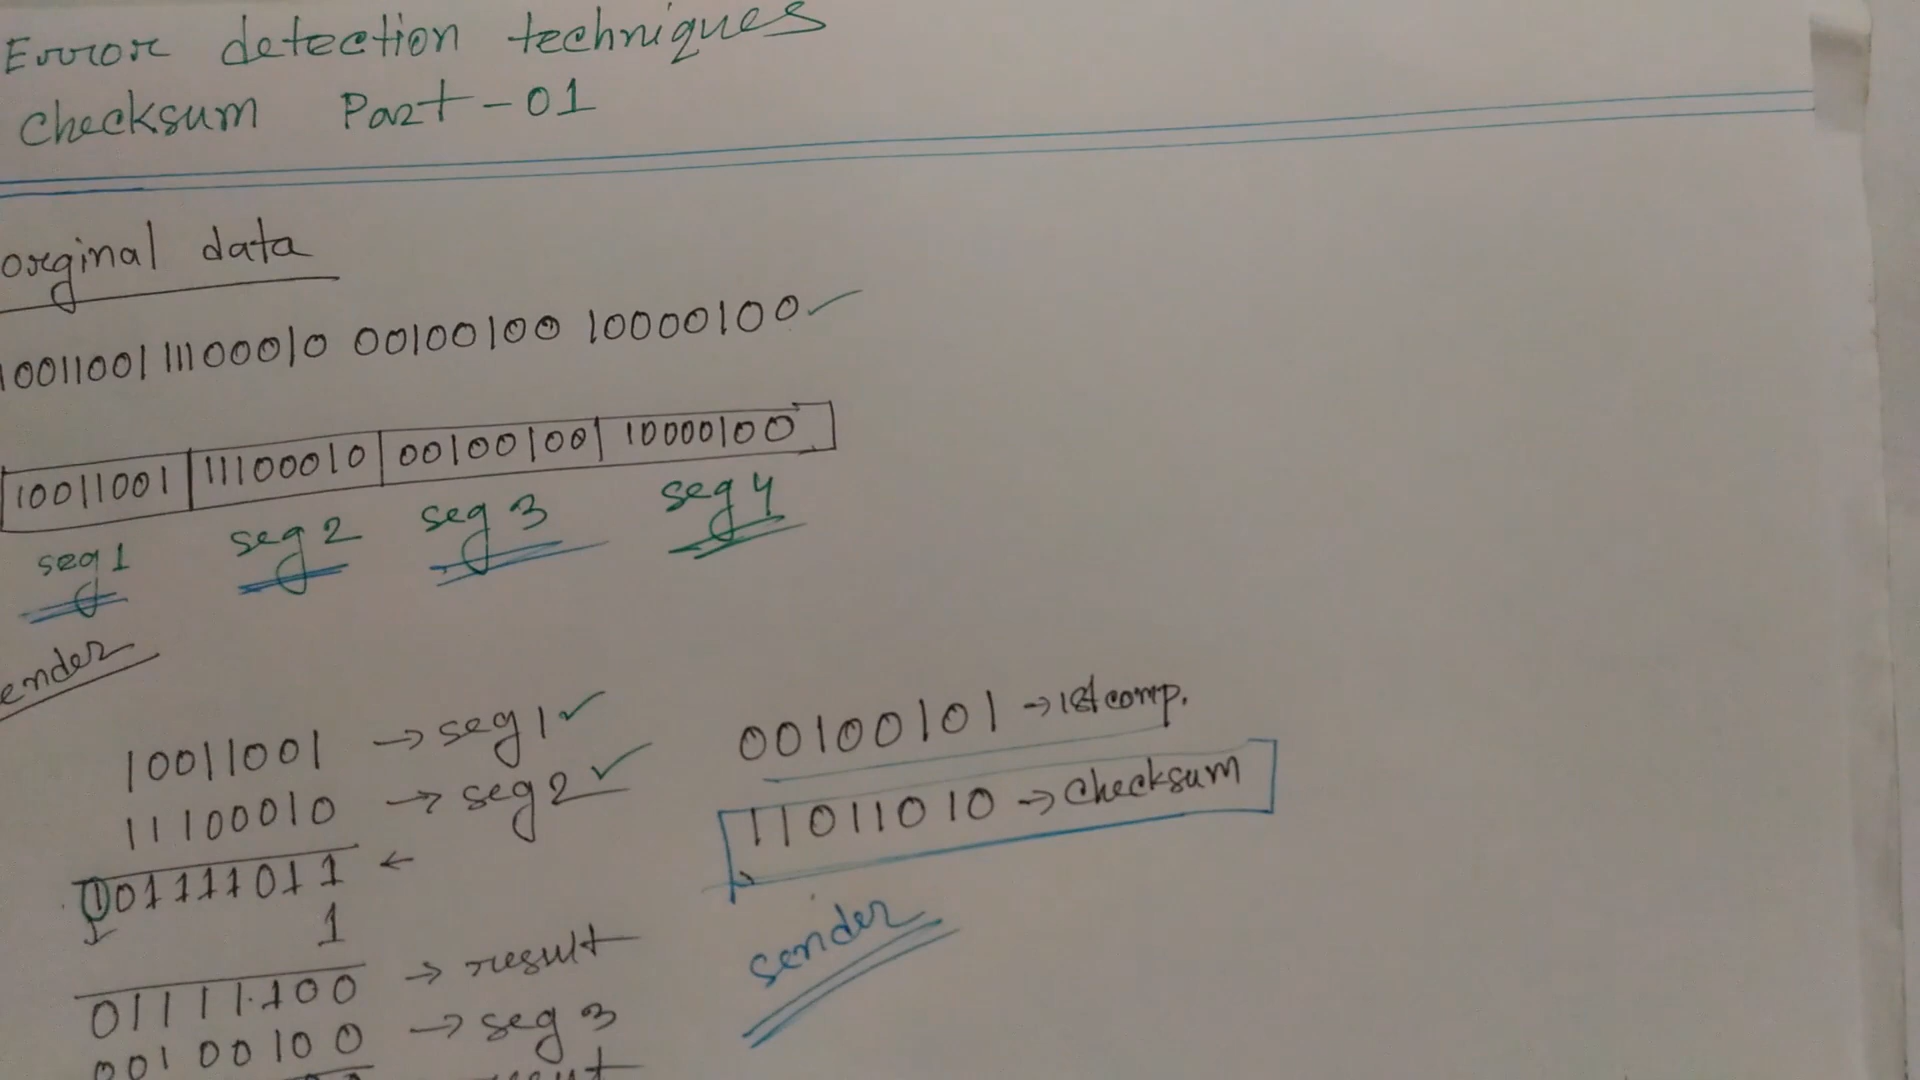 Error detection techniques
Checksum Part-01
orginal data
10011001 11100010 00100100 10000100
10011001 11100010 00100100 10000100
seg 1 seg 2 seg 3 seg 4
ender
10011001 → seg 1
11100010 → seg 2
1001111011 ←
1
01111100 → result
00100100 → seg 3
00100101 → 1st comp.
11011010 → Checksum
sender